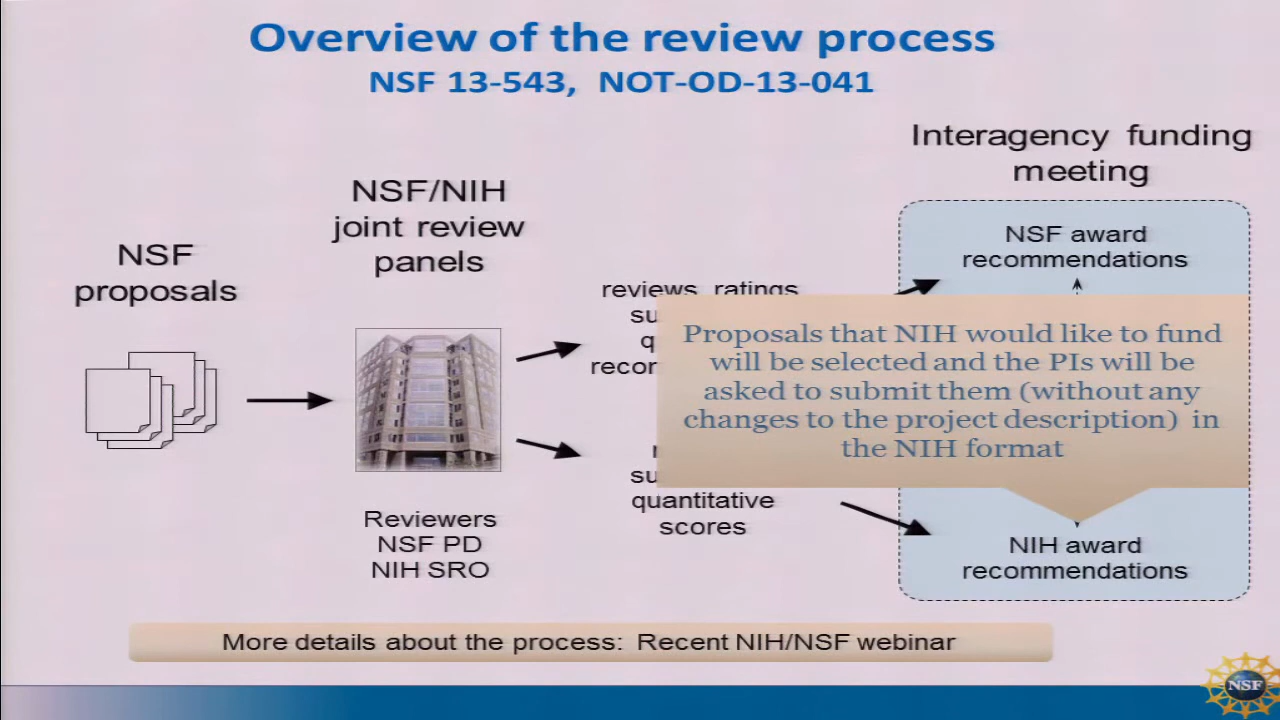 Overview of the review process
NSF 13-543, NOT-OD-13-041
Interagency funding
meeting
NSF/NIH
joint review
panels
NSF
proposals
NSF award
recommendations
reviews, ratings
Proposals that NIH would like to fund
will be selected and the PIs will be
asked to submit them (without any
changes to the project description) in
the NIH format
quantitative
scores
Reviewers
NSF PD
NIH SRO
NIH award
recommendations
More details about the process: Recent NIH/NSF webinar
NSF